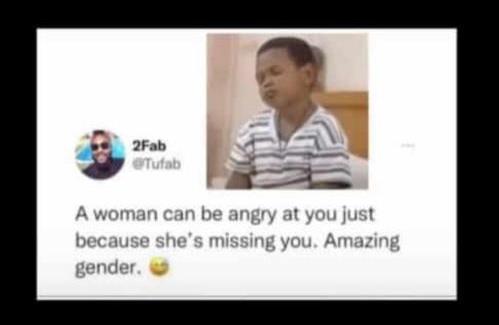 2Fab
@Tufab
A woman can be angry at you just
because she's missing you. Amazing
gender. 😅